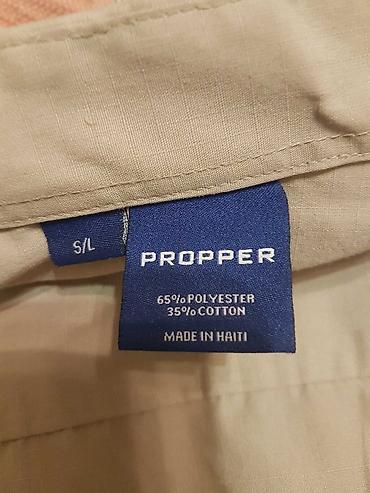 S/L
PROPPER
65% POLYESTER
35% COTTON
MADE IN HAITI